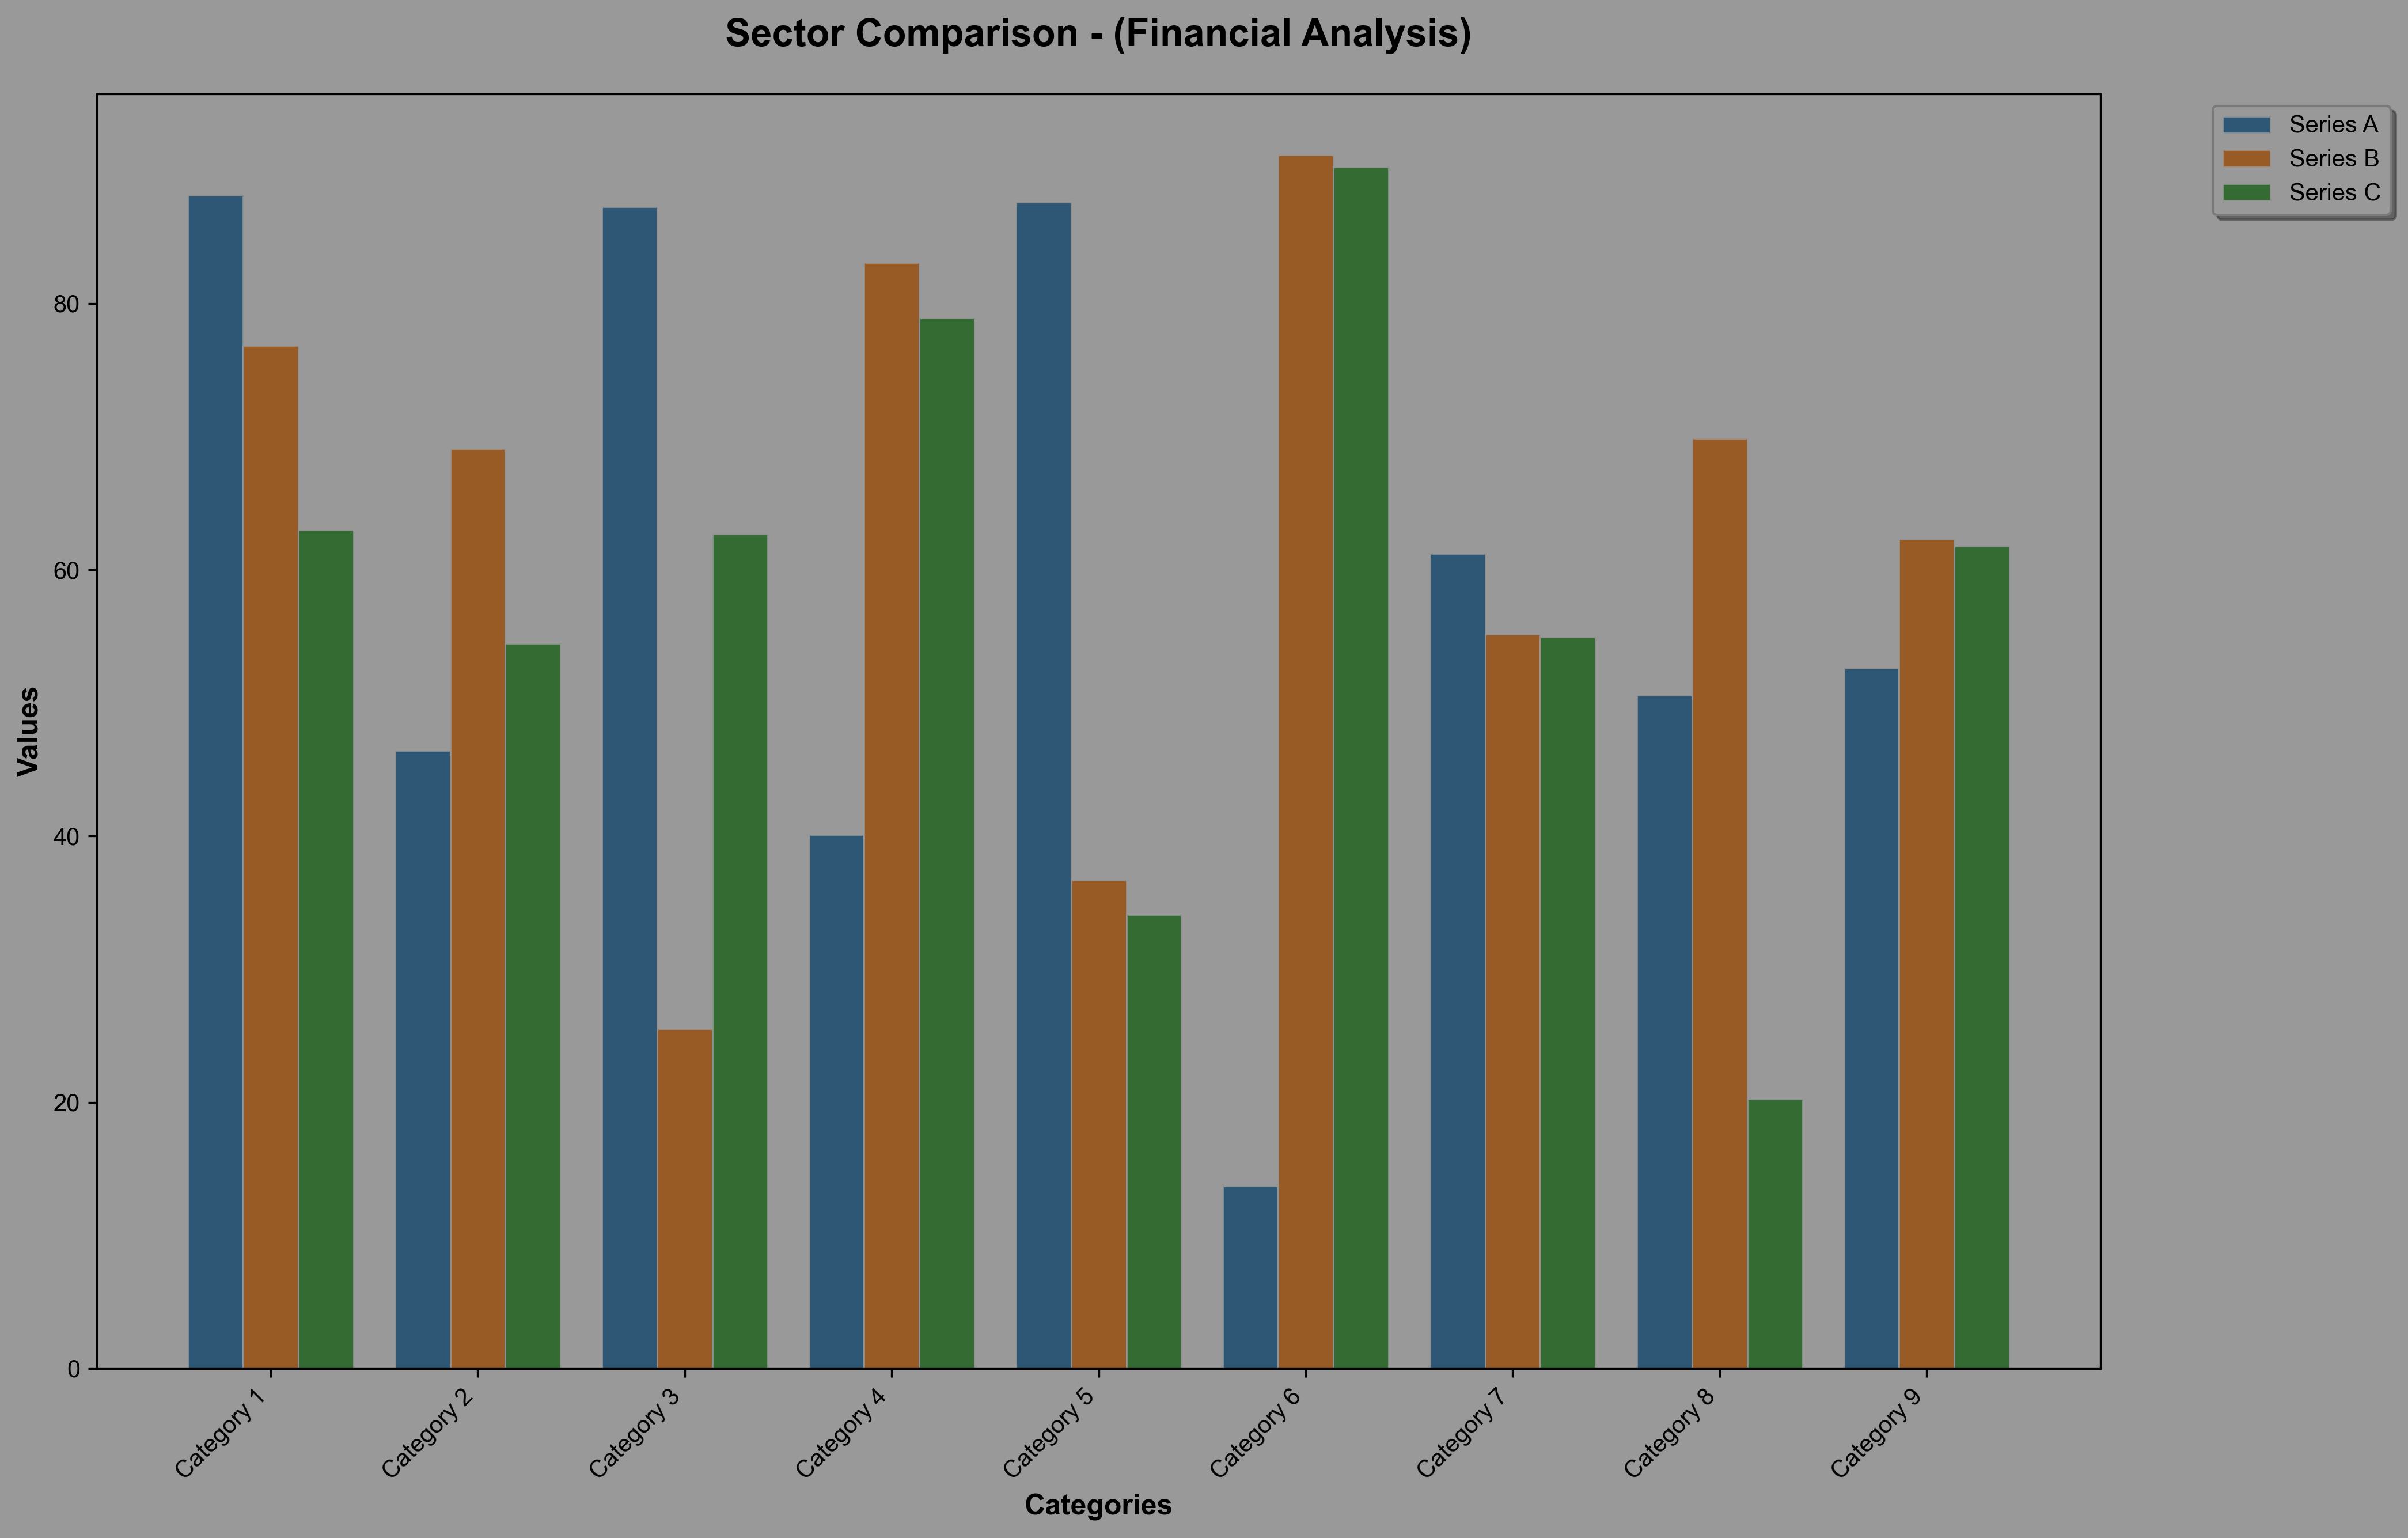 Sector Comparison - (Financial Analysis)
Series A
Series B
Series C
Values
80
60
40
20
0
Category 1
Category 2
Category 3
Category 4
Category 5
Category 6
Category 7
Category 8
Category 9
Categories